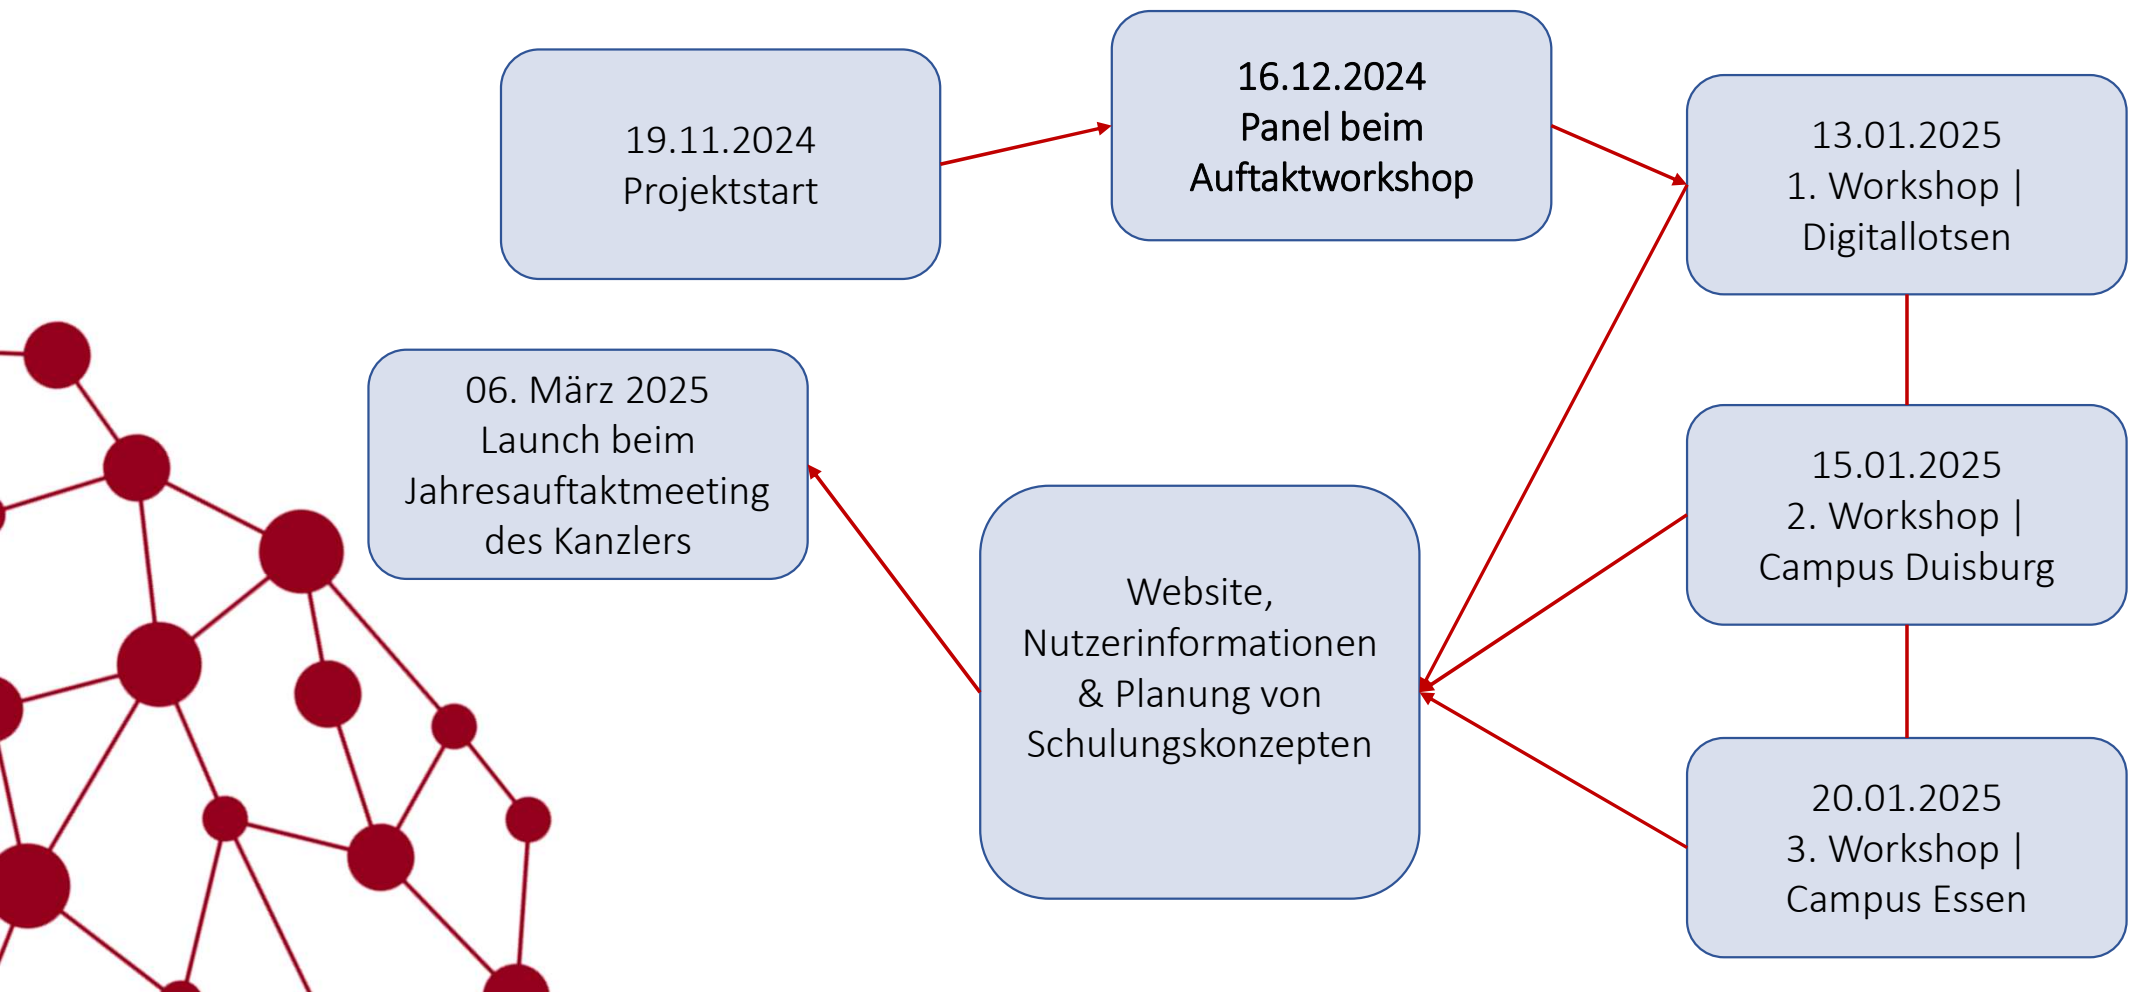 19.11.2024
Projektstart
16.12.2024
Panel beim
Auftaktworkshop
13.01.2025
1. Workshop |
Digitallotsen
15.01.2025
2. Workshop |
Campus Duisburg
20.01.2025
3. Workshop |
Campus Essen
Website,
Nutzerinformationen
& Planung von
Schulungskonzepten
06. März 2025
Launch beim
Jahresauftaktmeeting
des Kanzlers